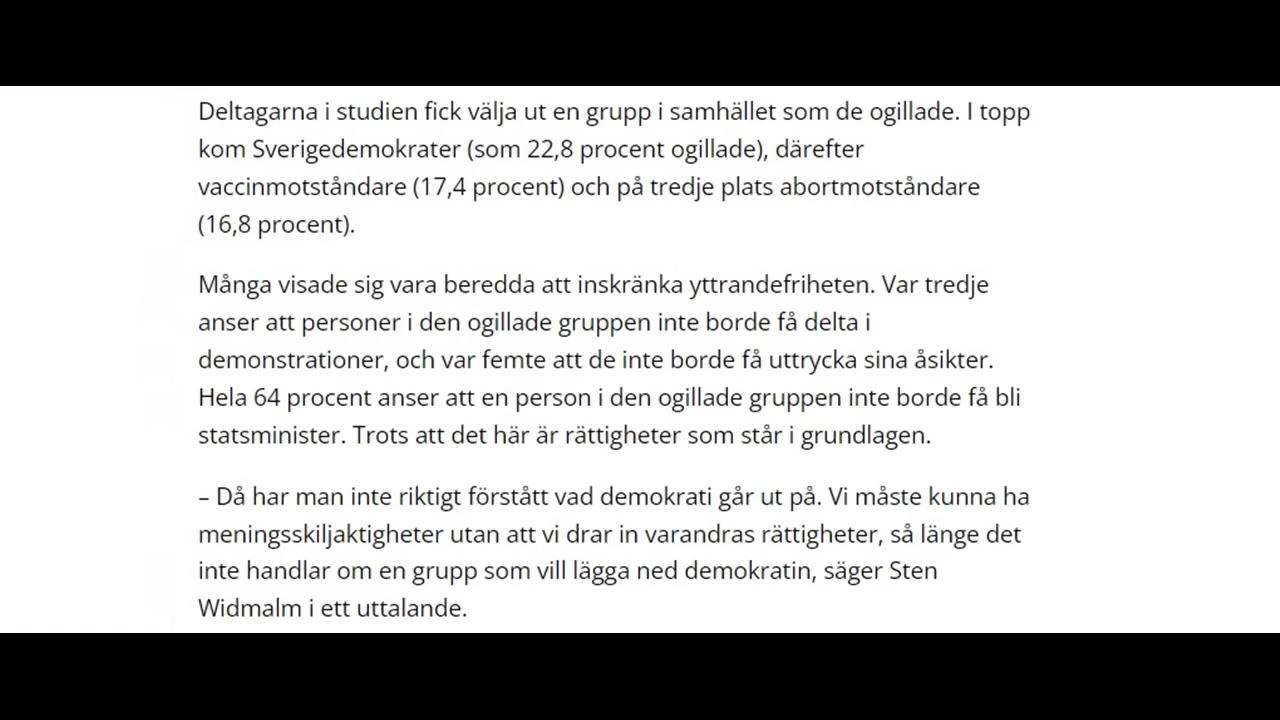 Deltagarna i studien fick välja ut en grupp i samhället som de ogillade. I topp
kom Sverigedemokrater (som 22,8 procent ogillade), därefter
vaccinmotståndare (17,4 procent) och på tredje plats abortmotståndare
(16,8 procent).
Många visade sig vara beredda att inskränka yttrandefriheten. Var tredje
anser att personer i den ogillade gruppen inte borde få delta i
demonstrationer, och var femte att de inte borde få uttrycka sina åsikter.
Hela 64 procent anser att en person i den ogillade gruppen inte borde få bli
statsminister. Trots att det här är rättigheter som står i grundlagen.
– Då har man inte riktigt förstått vad demokrati går ut på. Vi måste kunna ha
meningsskiljaktigheter utan att vi drar in varandras rättigheter, så länge det
inte handlar om en grupp som vill lägga ned demokratin, säger Sten
Widmalm i ett uttalande.